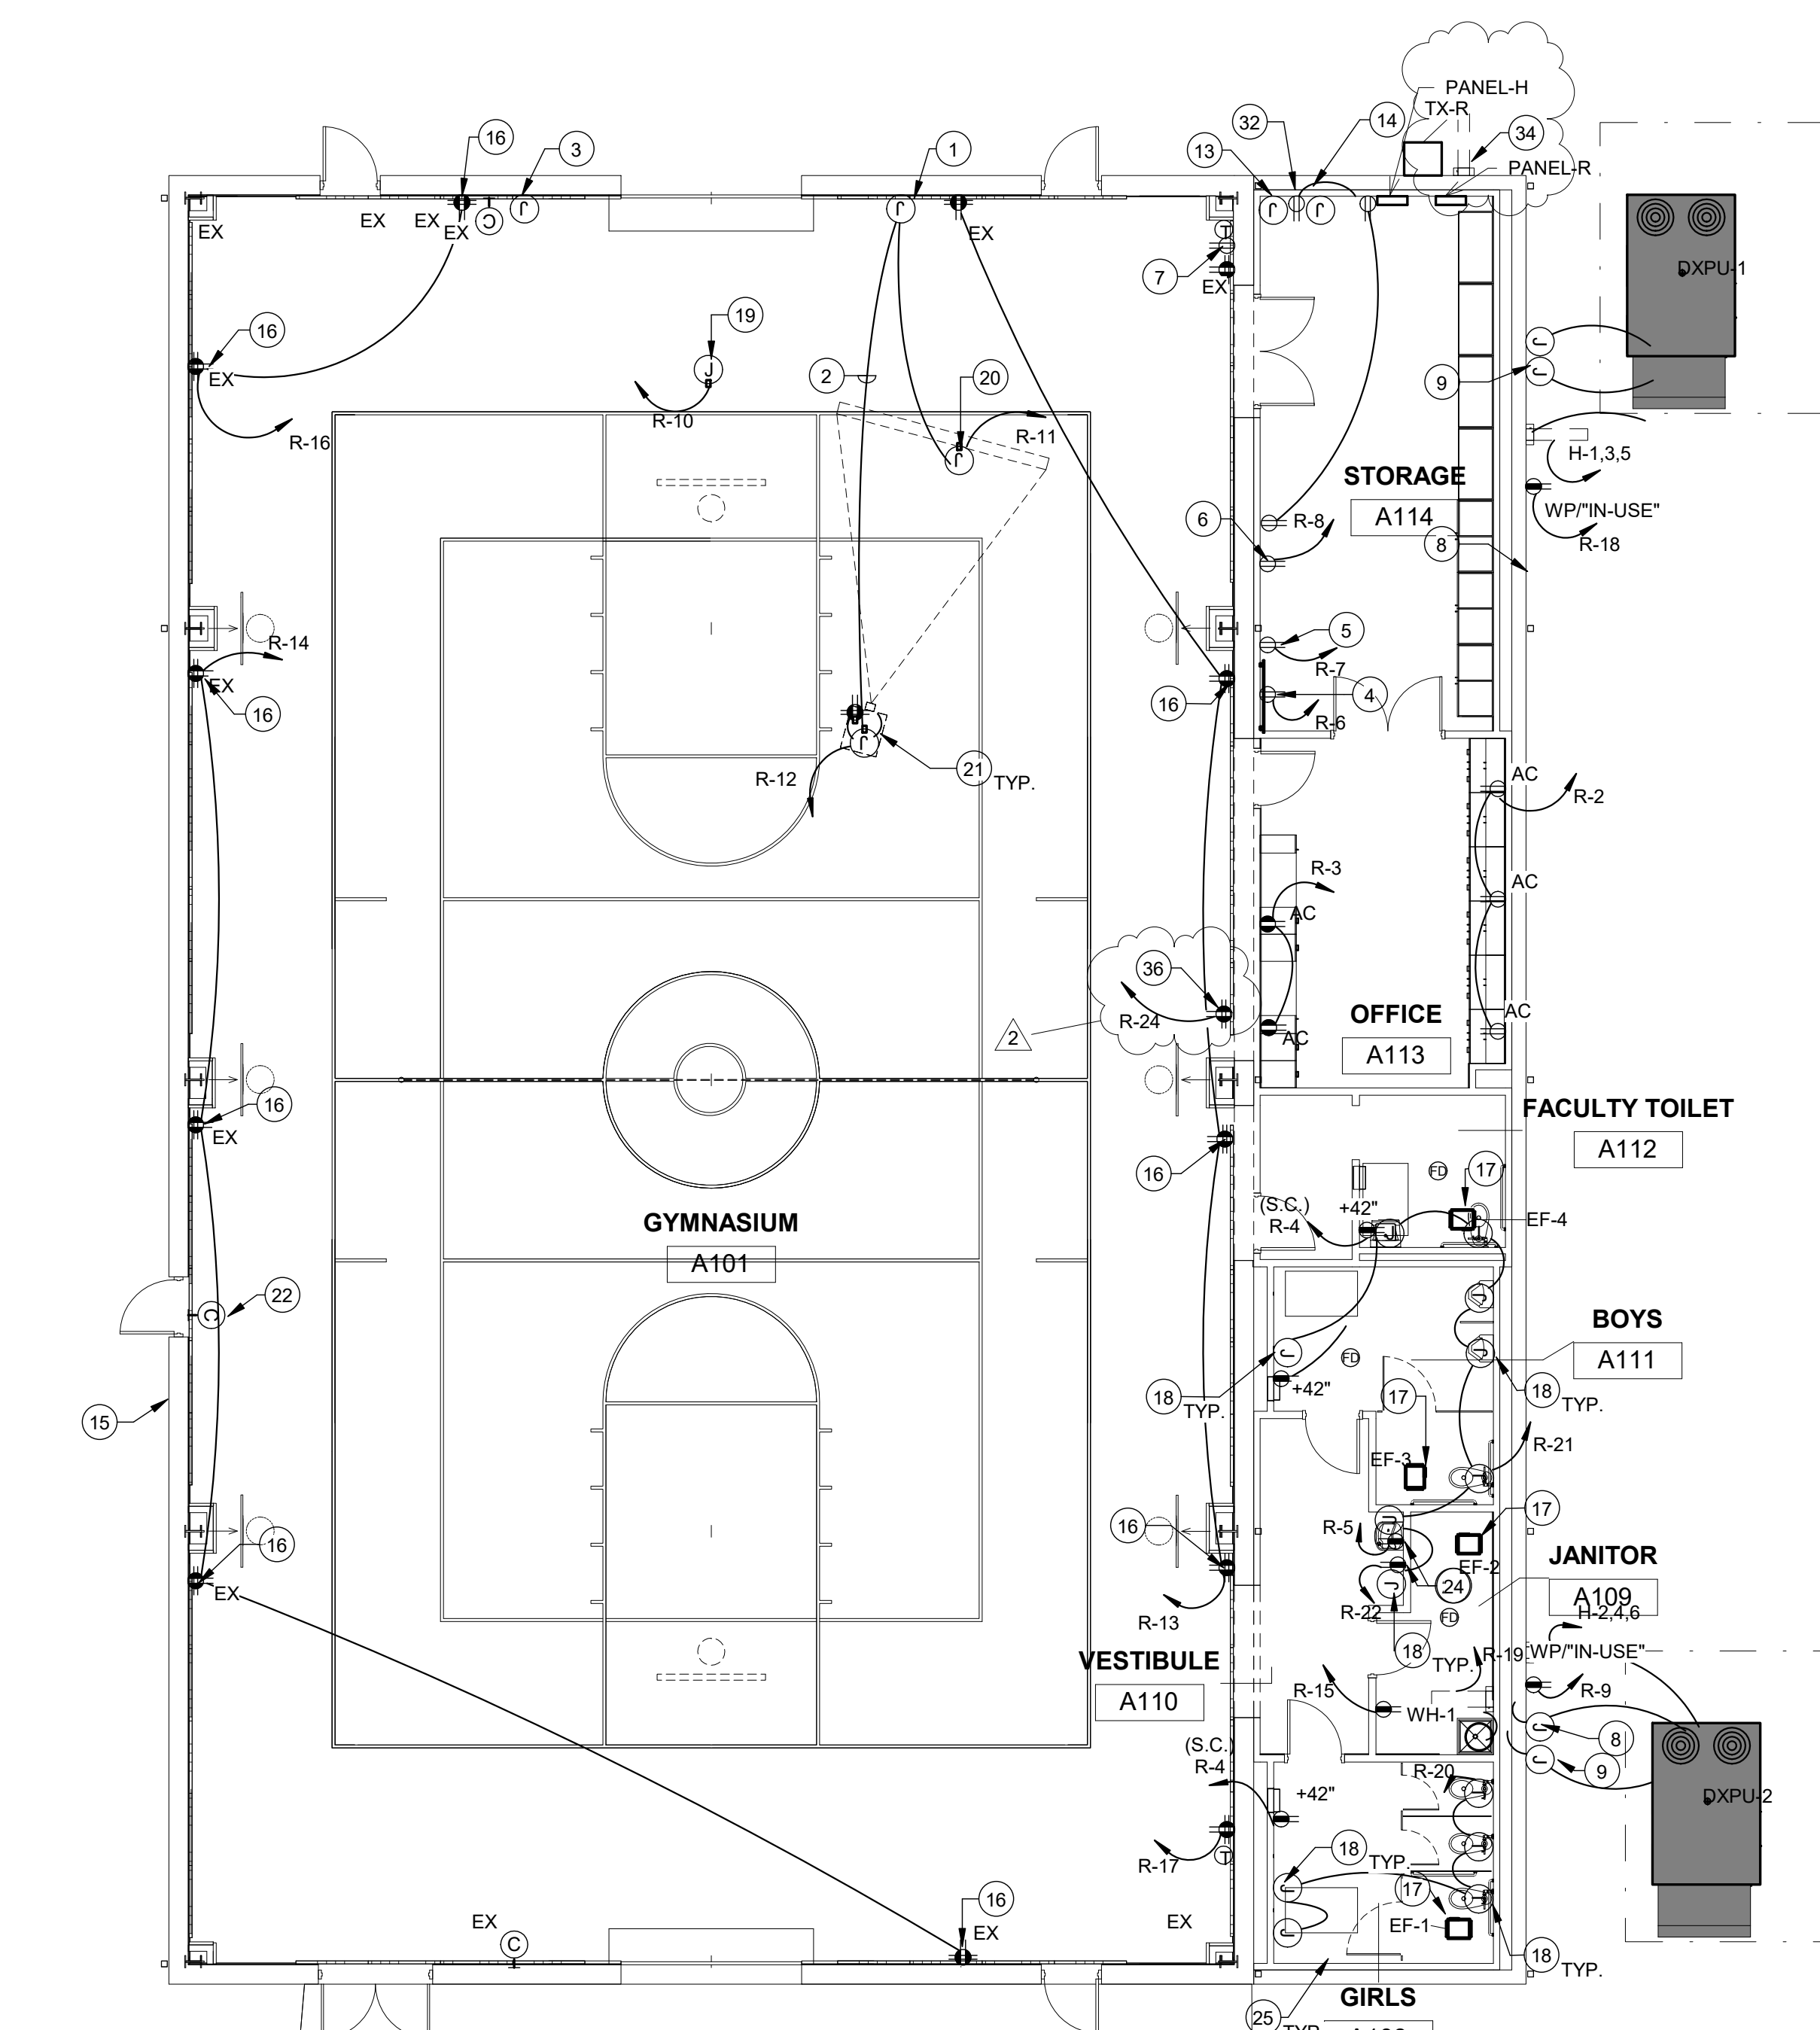 PANEL-H
TX-R
32
14
34
16
3
1
13
PANEL-R
EX
EX
EX
EX
EX
C
J
J
J
J
T
7
EX
DXPU-1
16
EX
19
J
2
20
J
J
J
9
R-16
R-10
R-11
H-1,3,5
STORAGE
A114
WP/"IN-USE"
R-18
8
6
R-8
5
R-14
EX
16
R-7
4
R-6
16
J
R-12
21
TYP.
AC
R-2
R-3
AC
AC
36
R-24
2
AC
AC
OFFICE
A113
16
EX
FACULTY TOILET
A112
16
FD
17
(S.C.)
R-4
+42"
J
EF-4
GYMNASIUM
A101
22
C
J
BOYS
A111
J
FD
J
+42"
18
TYP.
17
18
TYP.
15
R-21
EF-3
16
EX
16
R-5
J
17
EF-2
JANITOR
A109
24
J
R-22
FD
H-2,4,6
R-13
18
TYP.
R-19
WP/"IN-USE"
VESTIBULE
A110
R-15
R-9
WH-1
J
8
J
9
(S.C.)
R-4
R-20
DXPU-2
+42"
R-17
T
18
TYP.
J
17
EF-1
J
16
EX
EX
EX
C
18
TYP.
GIRLS
25